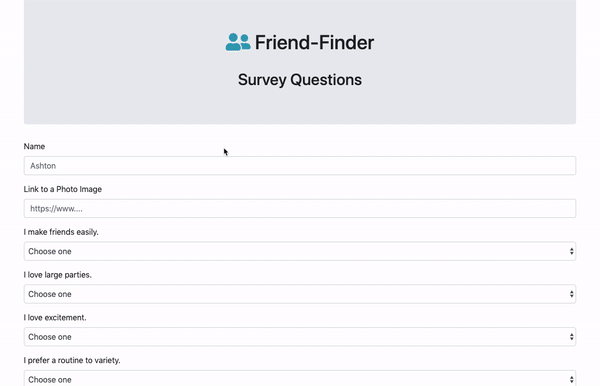 Friend-Finder
Survey Questions
Name
Ashton
Link to a Photo Image
https://www....
I make friends easily.
Choose one
I love large parties.
Choose one
I love excitement.
Choose one
I prefer a routine to variety.
Choose one